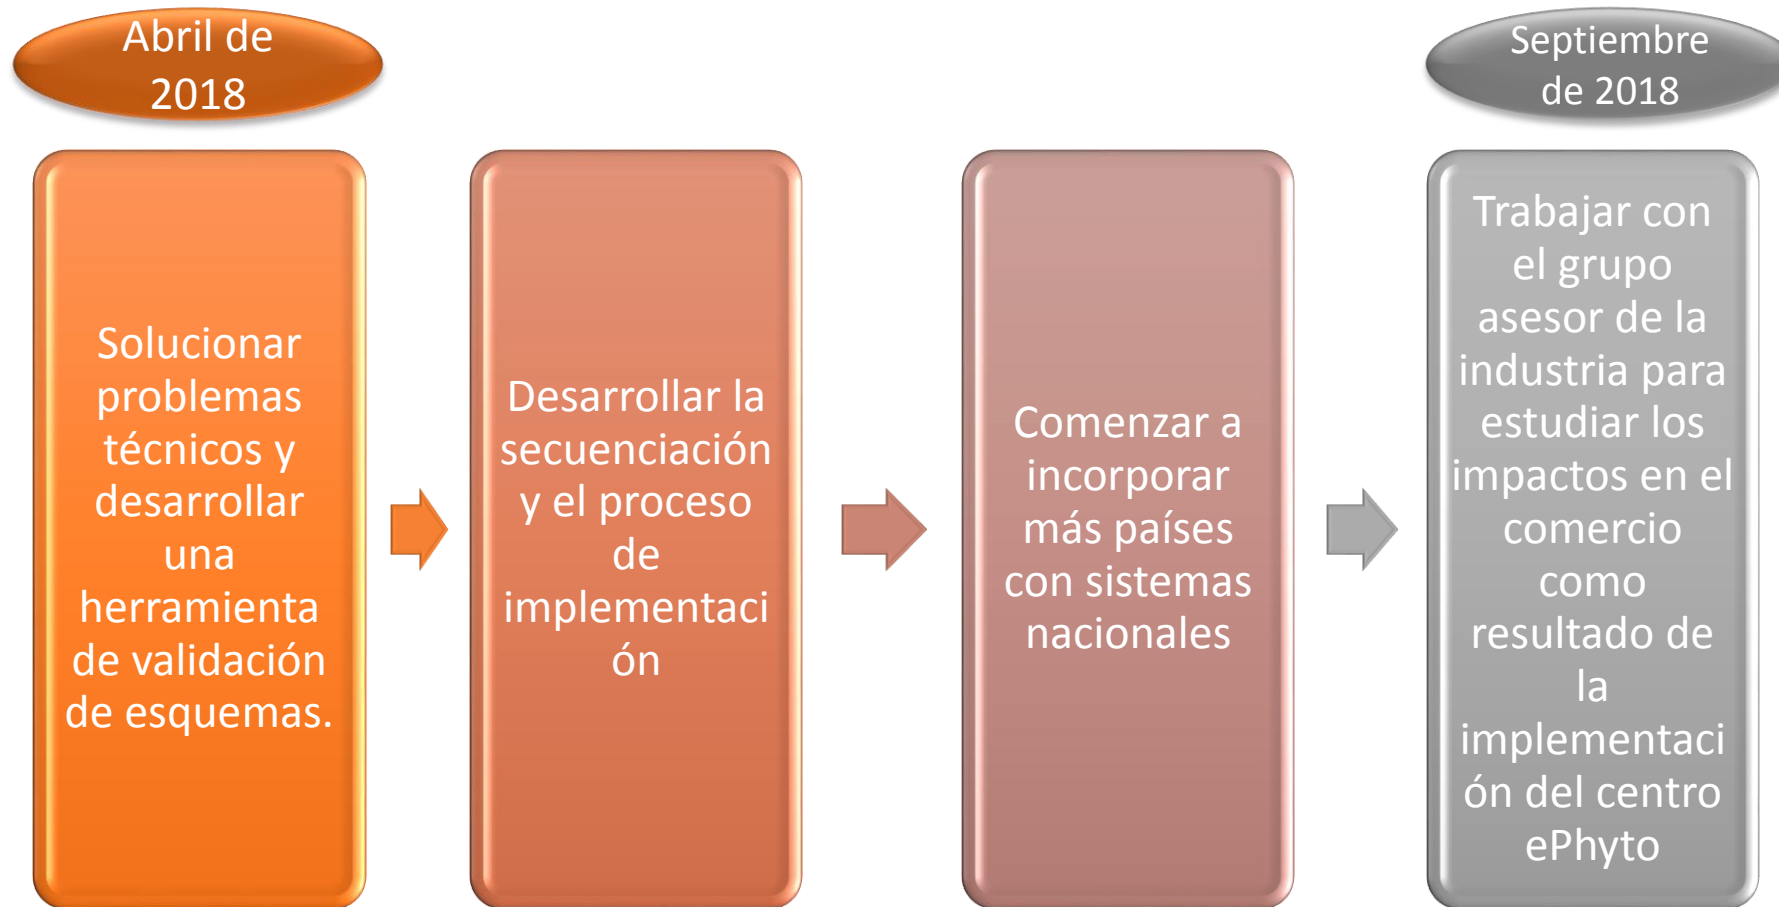 Abril de
2018
Septiembre
de 2018
Solucionar
problemas
técnicos y
desarrollar
una
herramienta
de validación
de esquemas.
Desarrollar la
secuenciación
y el proceso
de
implementaci
ón
Comenzar a
incorporar
más países
con sistemas
nacionales
Trabajar con
el grupo
asesor de la
industria para
estudiar los
impactos en el
comercio
como
resultado de
la
implementaci
ón del centro
ePhyto